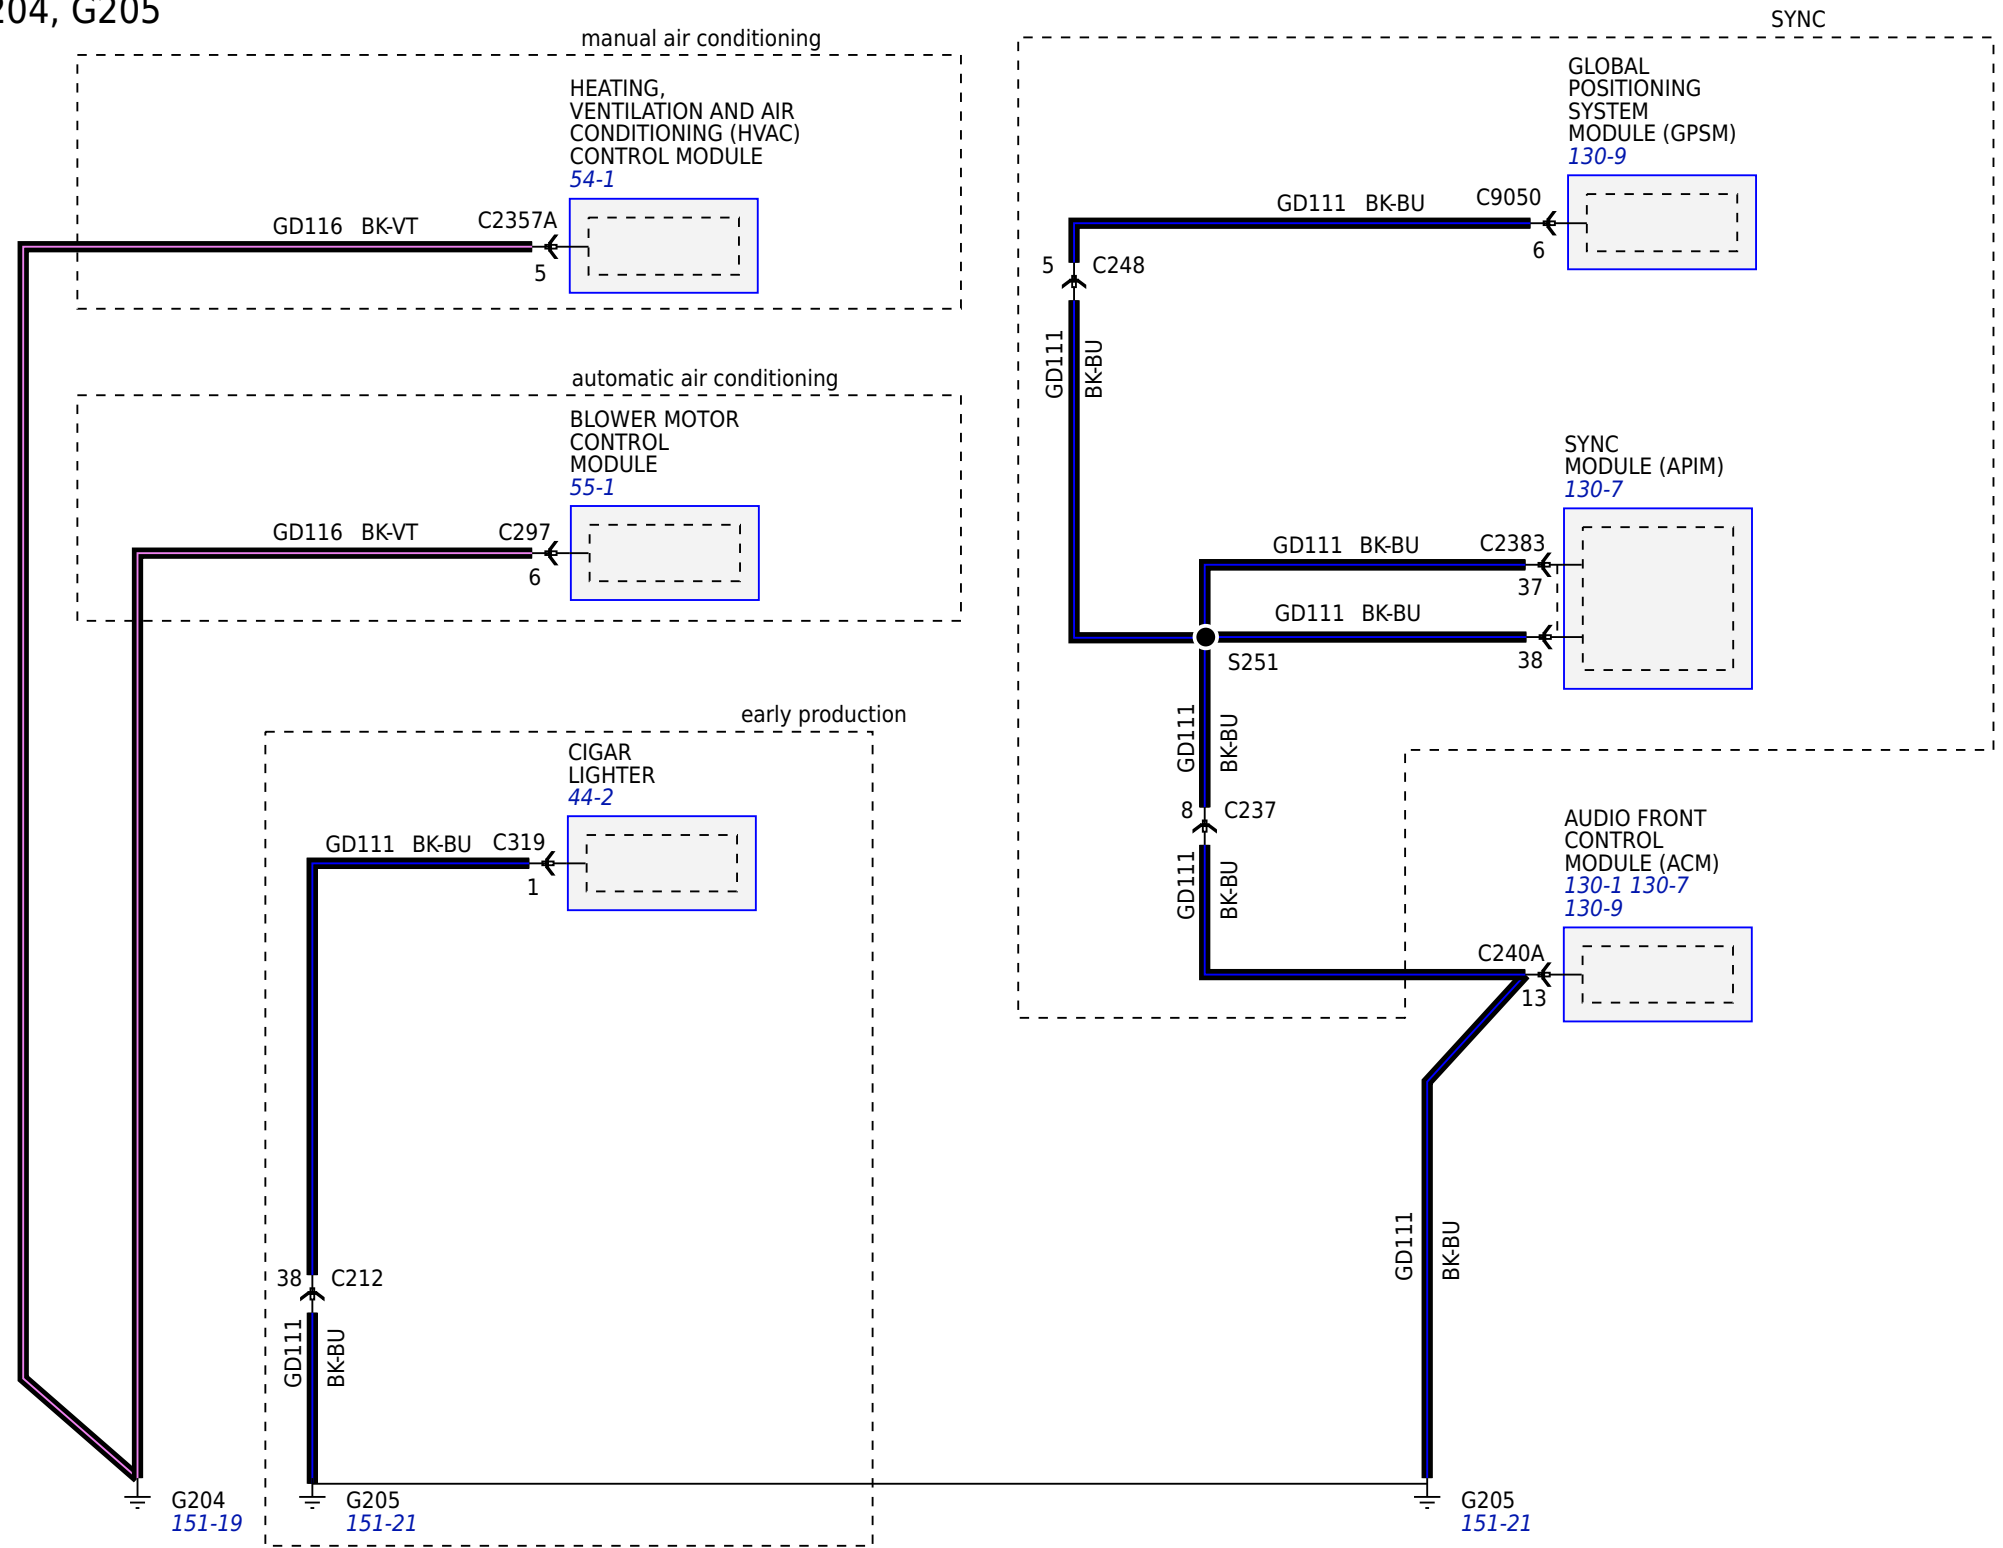 204, G205
manual air conditioning
HEATING,
VENTILATION AND AIR
CONDITIONING (HVAC)
CONTROL MODULE
54-1
GD116 BK-VT
C2357A
5
automatic air conditioning
BLOWER MOTOR
CONTROL
MODULE
55-1
GD116 BK-VT
C297
6
early production
CIGAR
LIGHTER
44-2
GD111 BK-BU
C319
1
38
C212
GD111
BK-BU
G204
151-19
G205
151-21
SYNC
GLOBAL
POSITIONING
SYSTEM
MODULE (GPSM)
130-9
GD111 BK-BU
C9050
6
5
C248
GD111
BK-BU
SYNC
MODULE (APIM)
130-7
GD111 BK-BU
C2383
37
GD111 BK-BU
38
S251
GD111
BK-BU
8
C237
GD111
BK-BU
AUDIO FRONT
CONTROL
MODULE (ACM)
130-1 130-7
130-9
C240A
13
GD111
BK-BU
G205
151-21